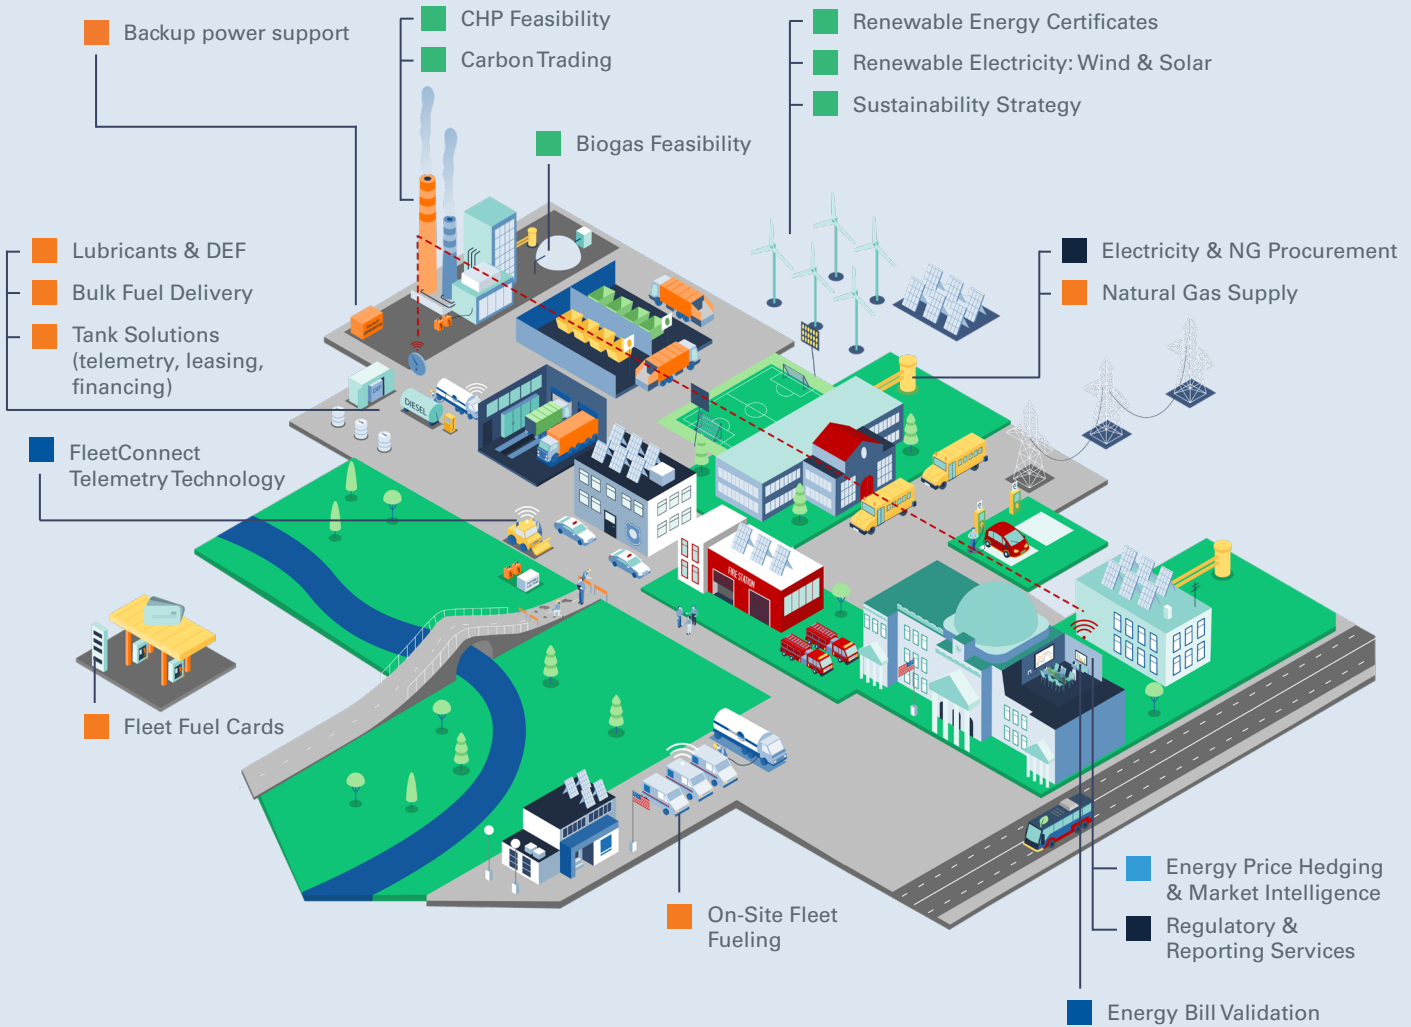 Backup power support
CHP Feasibility
Carbon Trading
Renewable Energy Certificates
Renewable Electricity: Wind & Solar
Sustainability Strategy
Biogas Feasibility
Lubricants & DEF
Bulk Fuel Delivery
Tank Solutions
(telemetry, leasing,
financing)
Electricity & NG Procurement
Natural Gas Supply
BACKUP
GENERATOR
DEF
DIESEL
FleetConnect
Telemetry Technology
FIRE STATION
Fleet Fuel Cards
On-Site Fleet
Fueling
Energy Price Hedging
& Market Intelligence
Regulatory &
Reporting Services
Energy Bill Validation